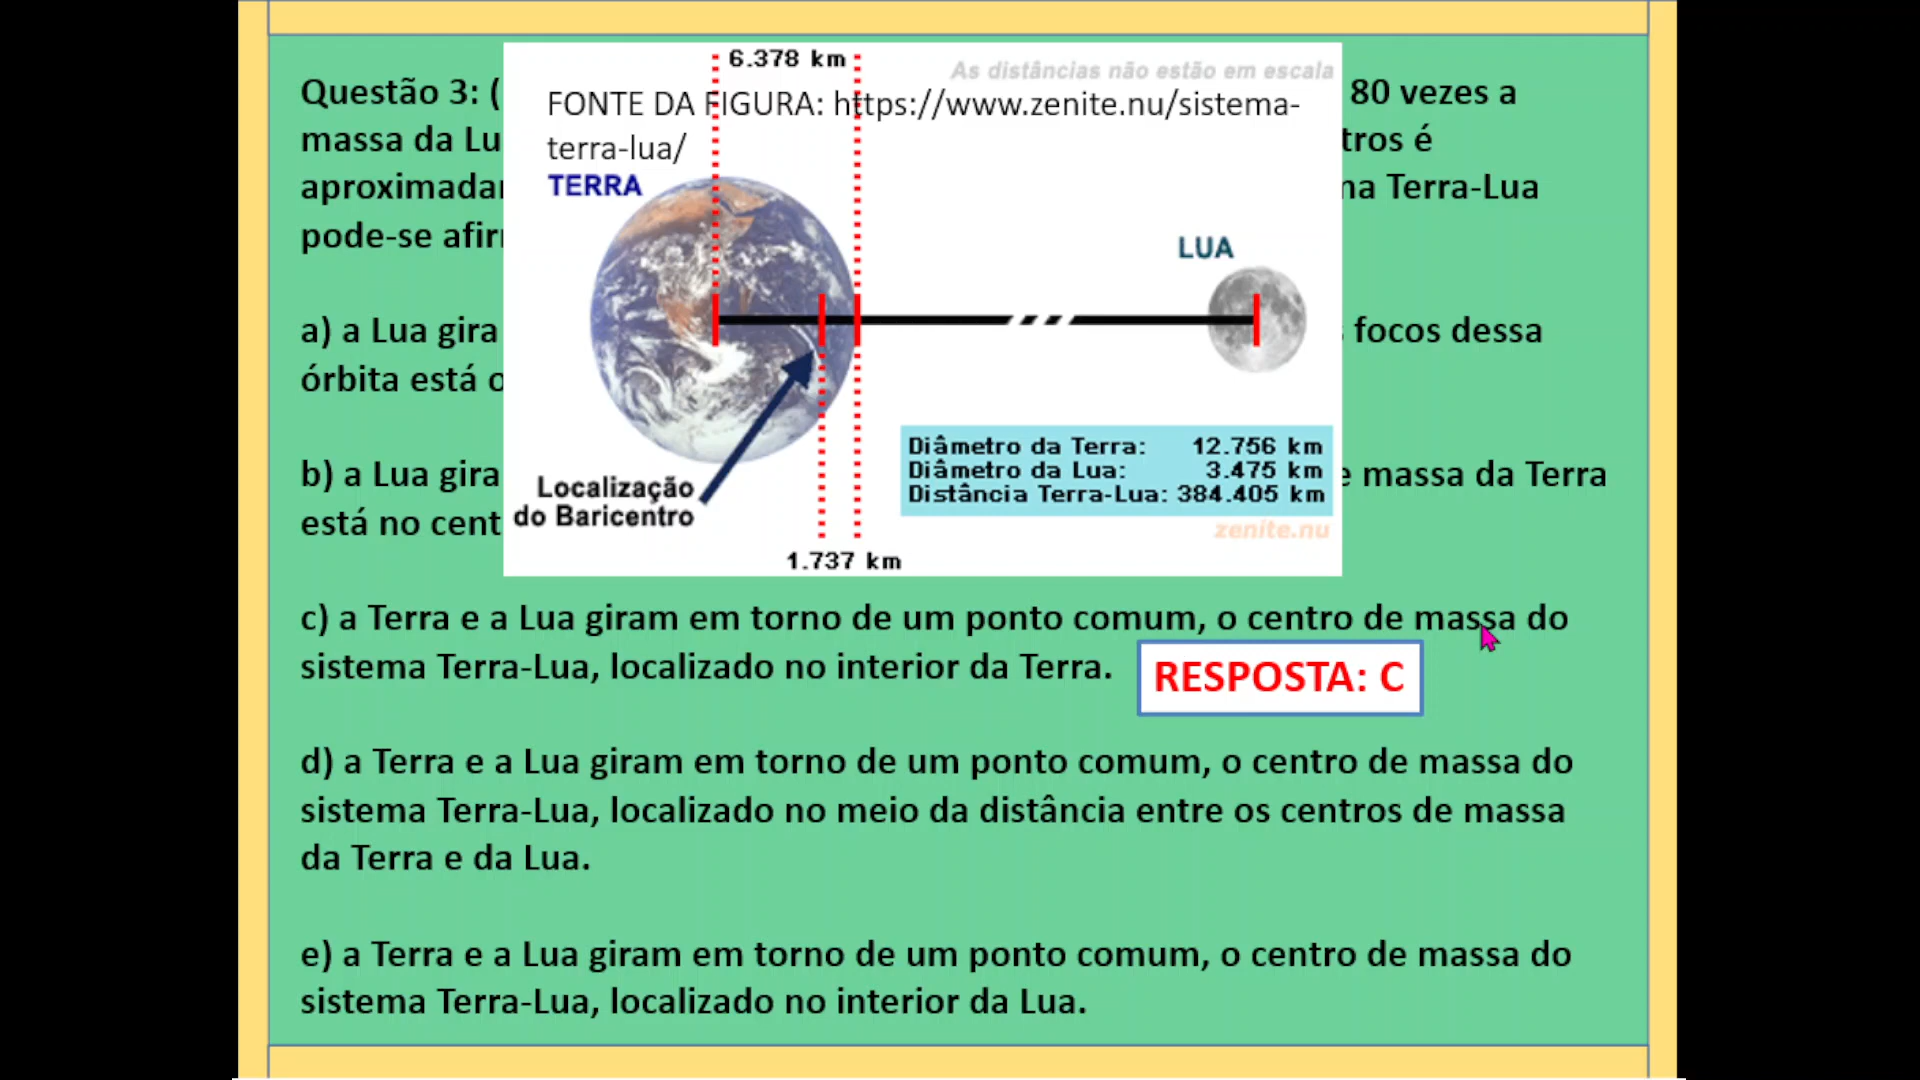 6.378 km
As distâncias não estão em escala
Questão 3: ( 80 vezes a
FONTE DA FIGURA: https://www.zenite.nu/sistema-
terra-lua/
massa da Lu tros é
TERRA
aproximada na Terra-Lua
pode-se afir
LUA
a) a Lua gira focos dessa
órbita está
Diâmetro da Terra: 12.756 km
Diâmetro da Lua: 3.475 km
Distância Terra-Lua: 384.405 km
b) a Lua gira e massa da Terra
está no cent
Localização
do Baricentro
zenite.nu
1.737 km
c) a Terra e a Lua giram em torno de um ponto comum, o centro de massa do
sistema Terra-Lua, localizado no interior da Terra.
RESPOSTA: C
d) a Terra e a Lua giram em torno de um ponto comum, o centro de massa do
sistema Terra-Lua, localizado no meio da distância entre os centros de massa
da Terra e da Lua.
e) a Terra e a Lua giram em torno de um ponto comum, o centro de massa do
sistema Terra-Lua, localizado no interior da Lua.